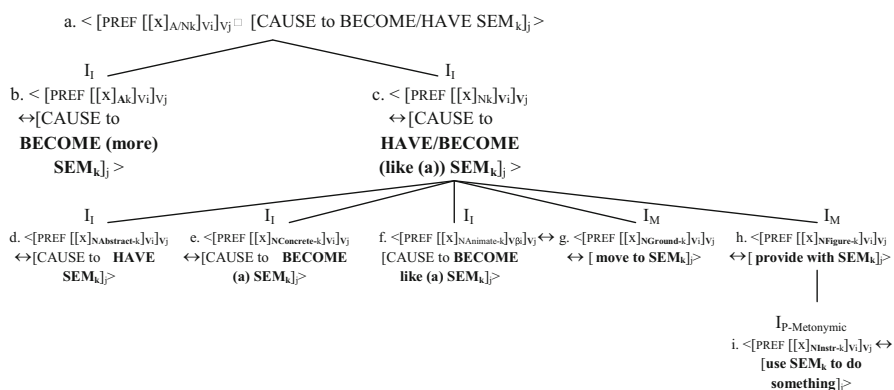 a. < [PREF [[x]A/Nk]Vi]Vj□ [CAUSE to BECOME/HAVE SEMk]j>
II
II
b. < [PREF [[x]Ak]Vi]Vj
↔[CAUSE to
BECOME (more)
SEMk]j >
c. < [PREF [[x]Nk]Vi]Vj
↔[CAUSE to
HAVE/BECOME
(like (a)) SEMk]j >
II
d. <[PREF [[x]NAbstract-k]Vi]Vj
↔[CAUSE to HAVE
SEMk]j>
II
e. <[PREF [[x]NConcrete-k]Vi]Vj
↔[CAUSE to BECOME
(a) SEMk]j>
II
f. <[PREF [[x]NAnimate-k]Vβi]Vj ↔
[CAUSE to BECOME
like (a) SEMk]j>
IM
g. <[PREF [[x]NGround-k]Vi]Vj
↔ [ move to SEMk]j>
IM
h. <[PREF [[x]NFigure-k]Vi]Vj
↔[ provide with SEMk]j>
IP-Metonymic
i. <[PREF [[x]NInstr-k]Vi]Vj ↔
[use SEMk to do
something]j>